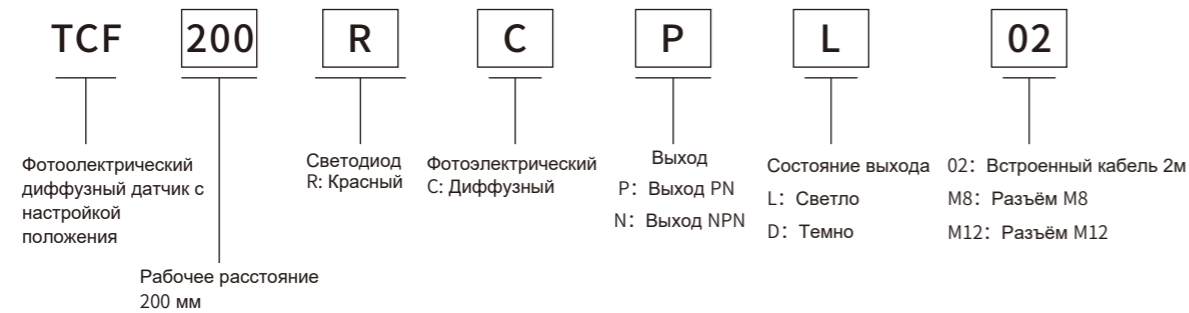 TCF 200 R C P L 02
Фотоолектрический
диффузный датчик с
настройкой
положения
Рабочее расстояние
200 мм
Светодиод
R: Красный
Фотоэлектрический
C: Диффузный
Выход
P: Выход PN
N: Выход NPN
Состояние выхода
L: Светло
D: Темно
02: Встроенный кабель 2м
M8: Разъём M8
M12: Разъём M12